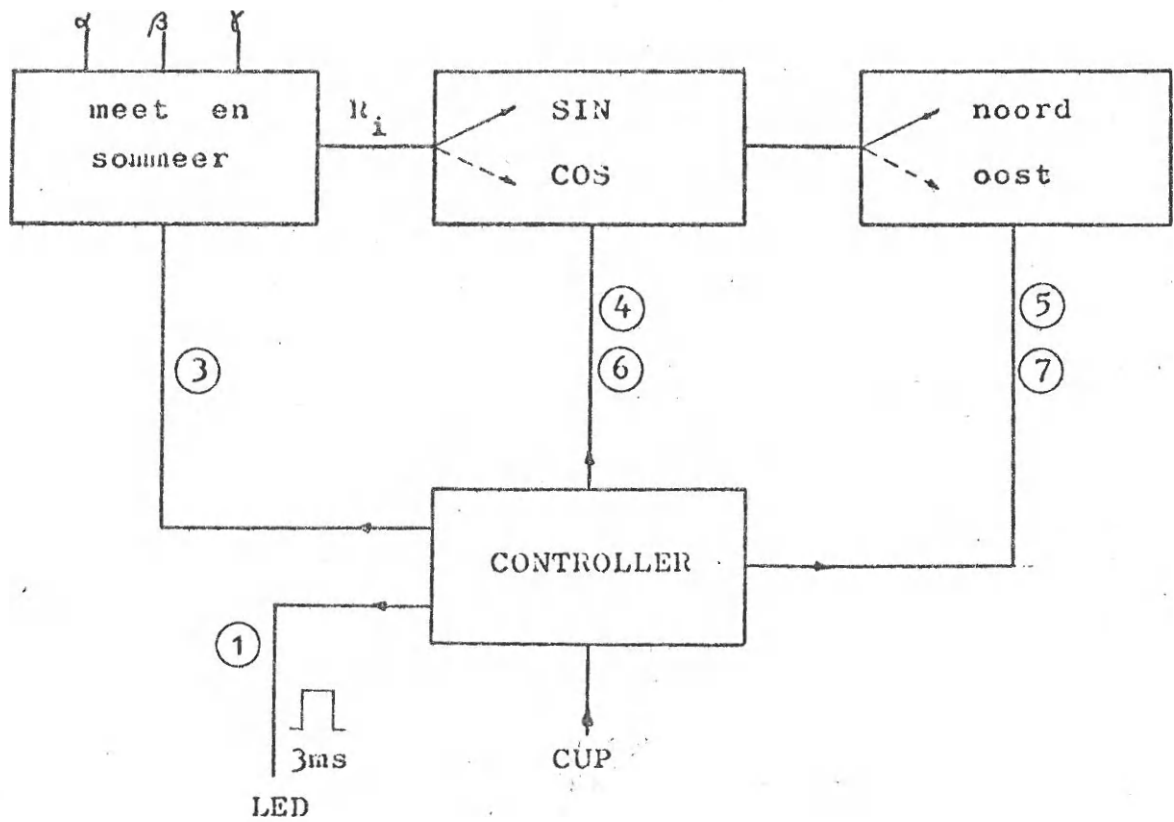 α β γ
meet en
sommeer
R_i
SIN
COS
noord
oost
3
4
6
5
7
CONTROLLER
1
3ms
LED
CUP